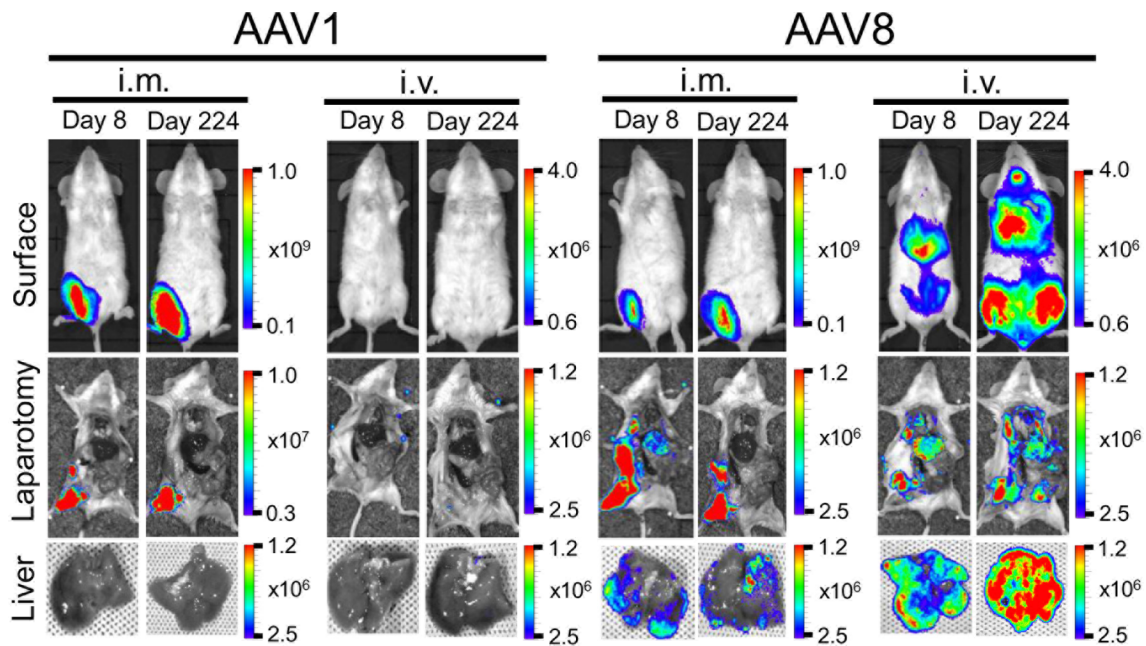 AAV1 AAV8
i.m. i.v. i.m. i.v.
Day 8 Day 224 Day 8 Day 224 Day 8 Day 224 Day 8 Day 224
Surface
1.0 4.0 1.0 4.0
x10⁹ x10⁶ x10⁹ x10⁶
0.1 0.6 0.1 0.6
Laparotomy
1.0 1.2 1.2 1.2
x10⁷ x10⁶ x10⁶ x10⁶
0.3 2.5 2.5 2.5
Liver
1.2 1.2 1.2 1.2
x10⁶ x10⁶ x10⁶ x10⁶
2.5 2.5 2.5 2.5